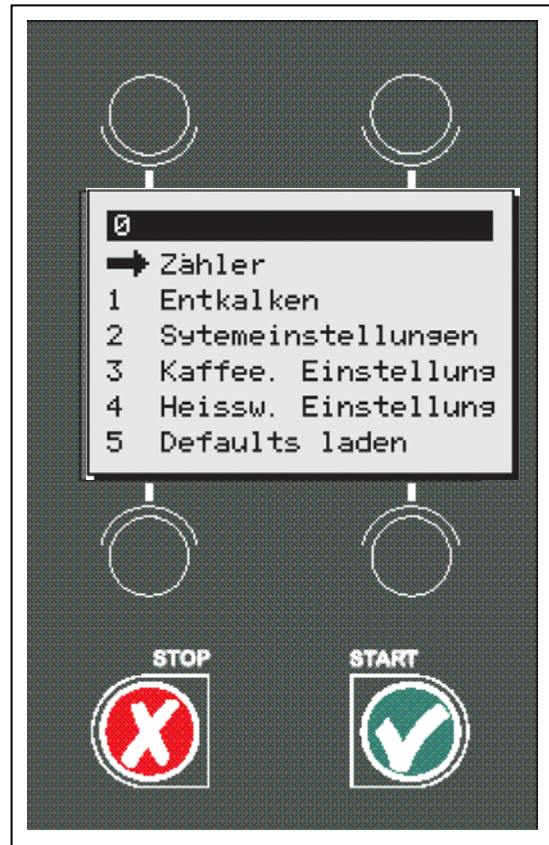 0
Zähler
1 Entkalken
2 Sytemeinstellungen
3 Kaffee. Einstellung
4 Heissw. Einstellung
5 Defaults laden
STOP START